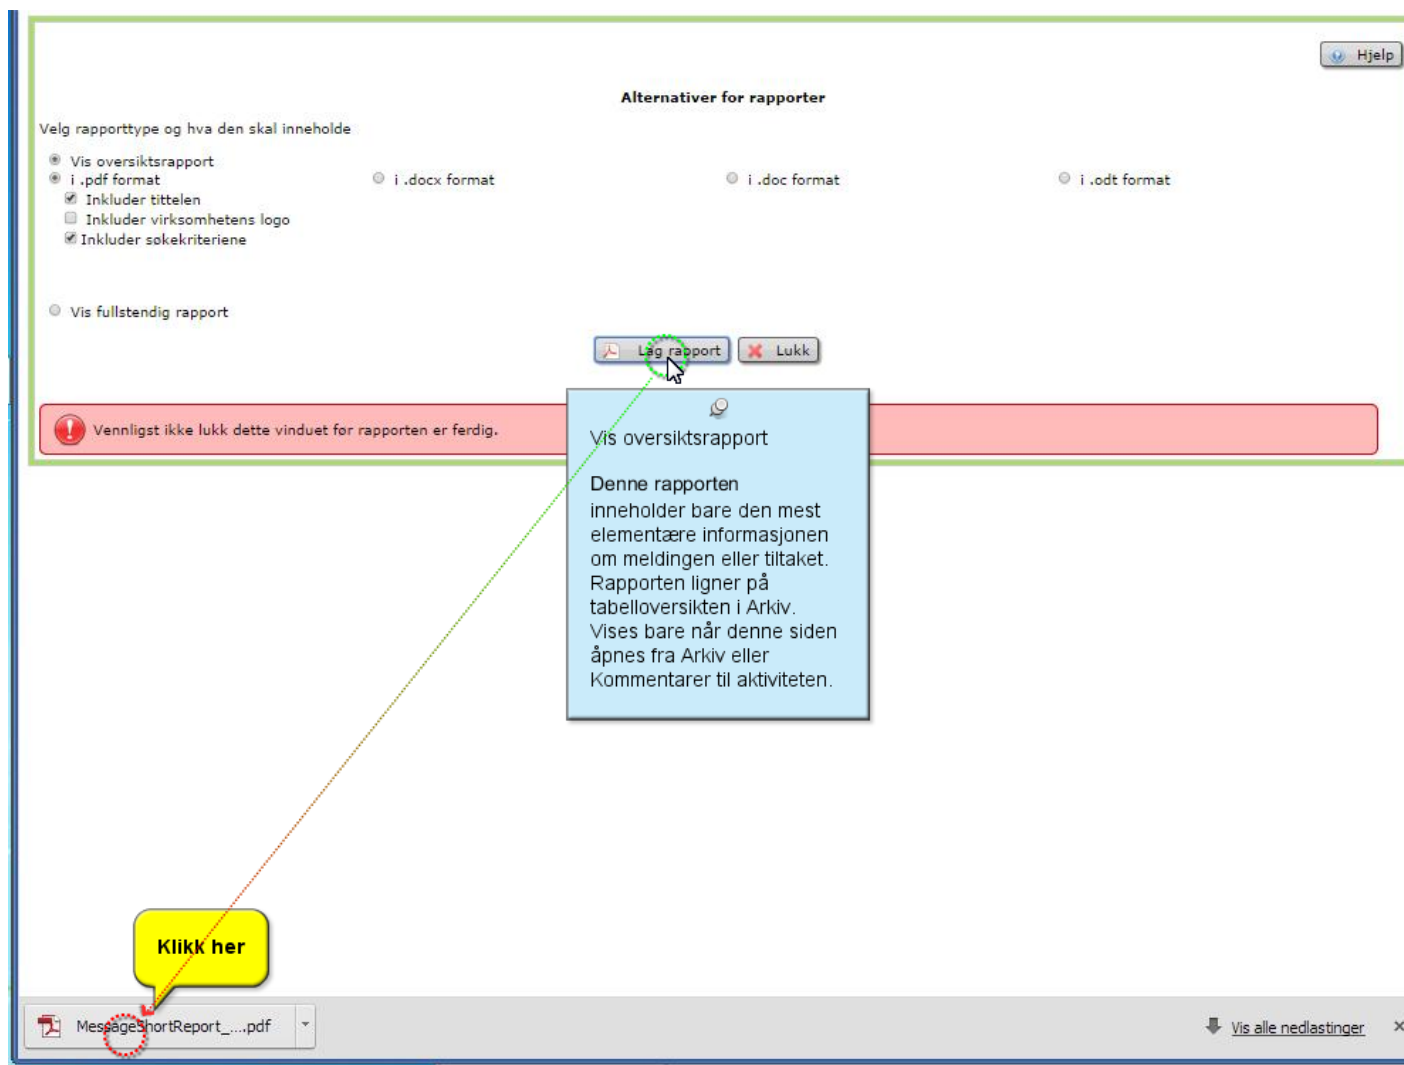 Hjelp
Alternativer for rapporter
Velg rapporttype og hva den skal inneholde
Vis oversiktsrapport
i .pdf format
i .docx format
i .doc format
i .odt format
Inkluder tittelen
Inkluder virksomhetens logo
Inkluder søkekriteriene
Vis fullstendig rapport
Lag rapport
Lukk
Vennligst ikke lukk dette vinduet før rapporten er ferdig.
Vis oversiktsrapport
Denne rapporten
inneholder bare den mest
elementære informasjonen
om meldingen eller tiltaket.
Rapporten ligner på
tabelloversikten i Arkiv.
Vises bare når denne siden
åpnes fra Arkiv eller
Kommentarer til aktiviteten.
Klikk her
MessageShortReport_....pdf
Vis alle nedlastinger